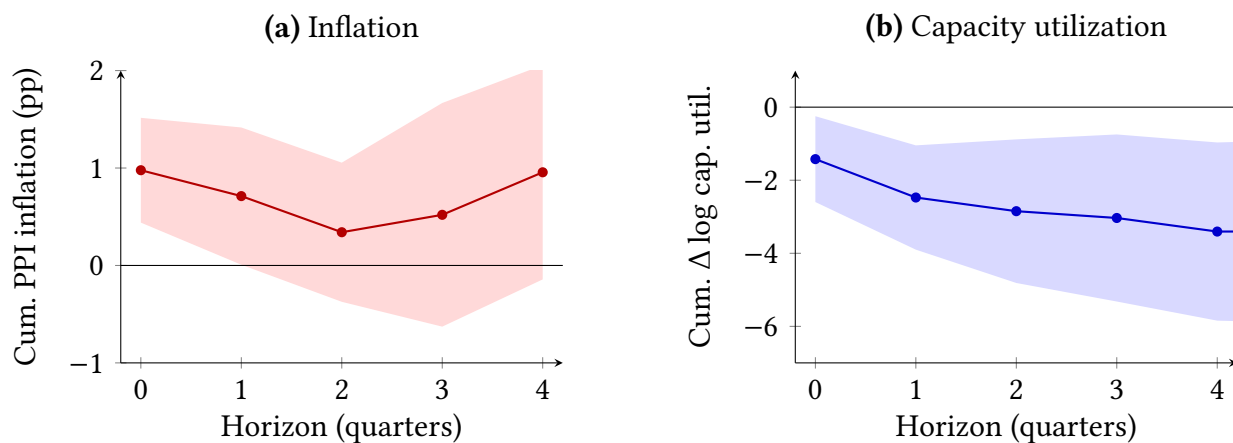 (a) Inflation
Cum. PPI inflation (pp)
2
1
0
−1
0 1 2 3 4
Horizon (quarters)
(b) Capacity utilization
Cum. Δ log cap. util.
0
−2
−4
−6
0 1 2 3 4
Horizon (quarters)